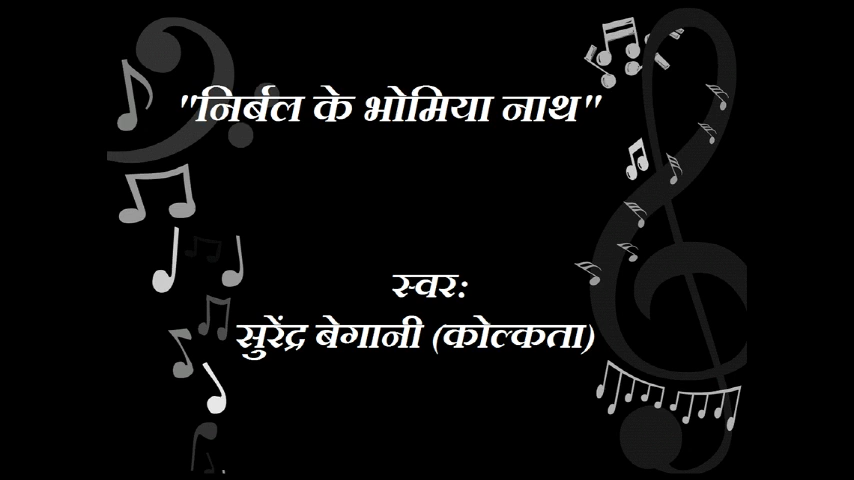 "निर्बल के भोमिया नाथ"
स्वर:
सुरेंद्र बेगानी (कोल्कता)